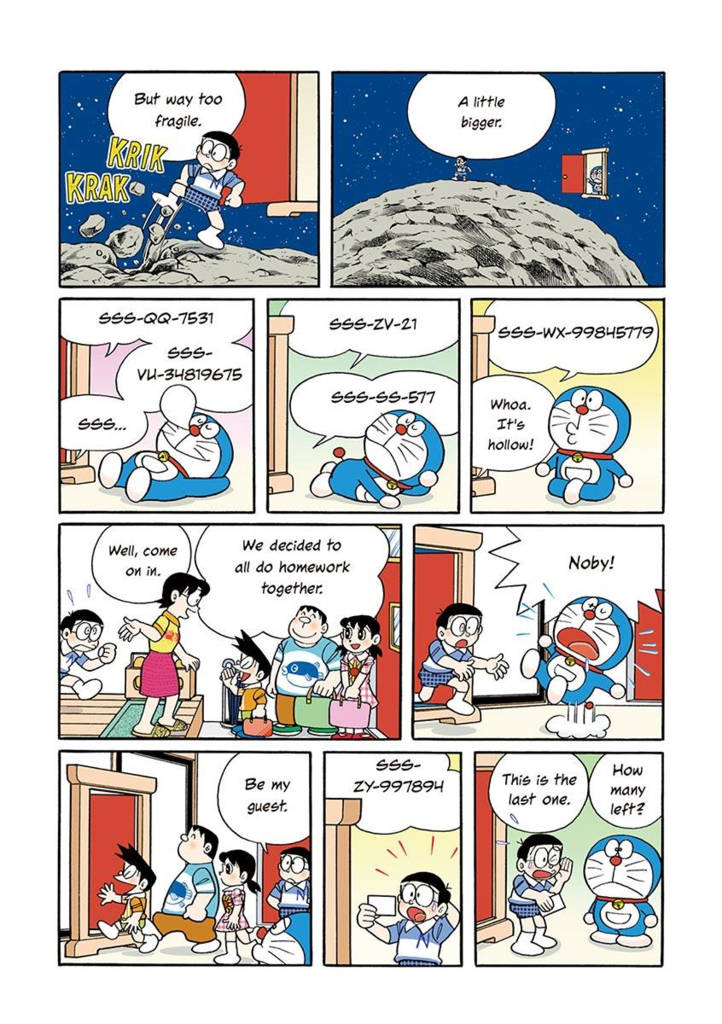 But way too
fragile.
KRIK
KRAK
A little
bigger.
SSS-QQ-7531
SSS-
VU-34819675
SSS...
SSS-ZV-21
SSS-SS-577
SSS-WX-99845779
Whoa.
It's
hollow!
Well, come
on in.
We decided to
all do homework
together.
Noby!
Be my
guest.
SSS-
ZY-997894
This is the
last one.
How
many
left?